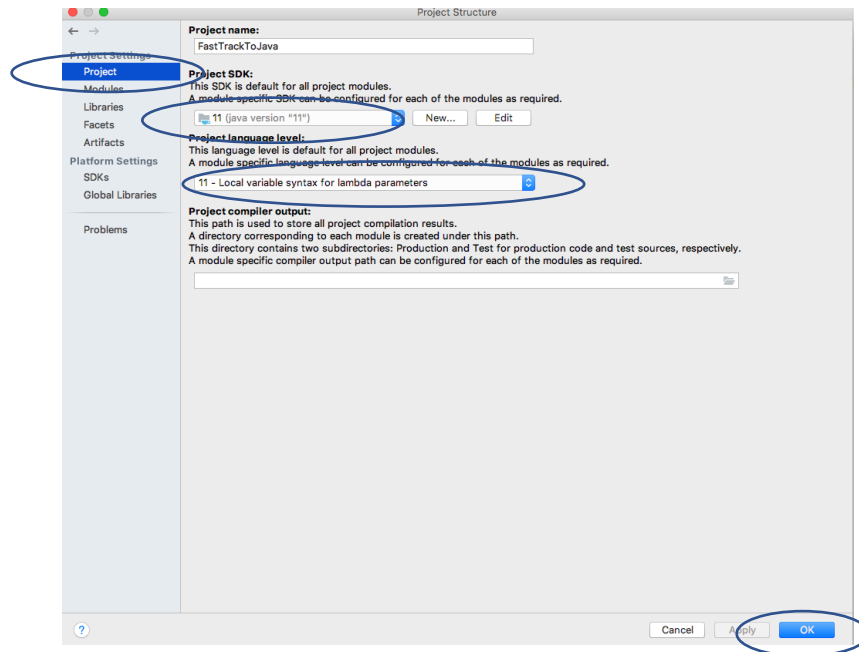 Project Structure
Project name:
FastTrackToJava
Project Settings
Project
Modules
Libraries
Facets
Artifacts
Platform Settings
SDKs
Global Libraries
Problems
Project SDK:
This SDK is default for all project modules.
A module specific SDK can be configured for each of the modules as required.
11 (java version "11")
New...
Edit
Project language level:
This language level is default for all project modules.
A module specific language level can be configured for each of the modules as required.
11 - Local variable syntax for lambda parameters
Project compiler output:
This path is used to store all project compilation results.
A directory corresponding to each module is created under this path.
This directory contains two subdirectories: Production and Test for production code and test sources, respectively.
A module specific compiler output path can be configured for each of the modules as required.
?
Cancel
Apply
OK